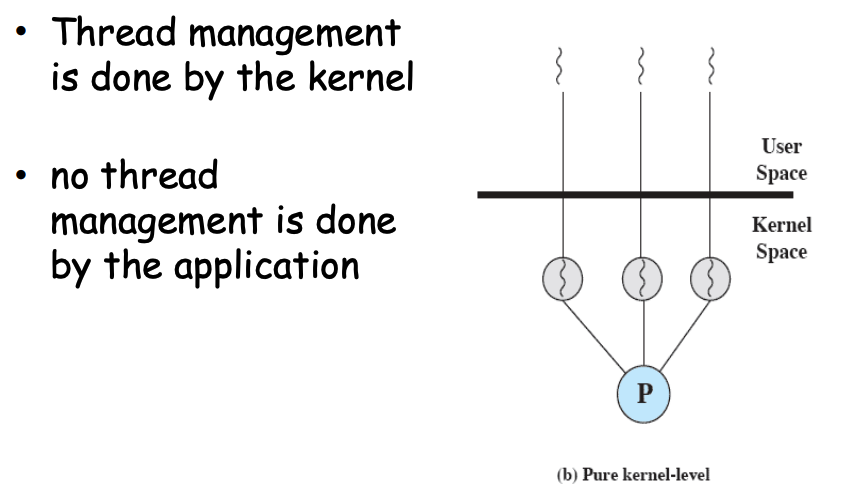 • Thread management
is done by the kernel
• no thread
management is done
by the application
User
Space
Kernel
Space
P
(b) Pure kernel-level